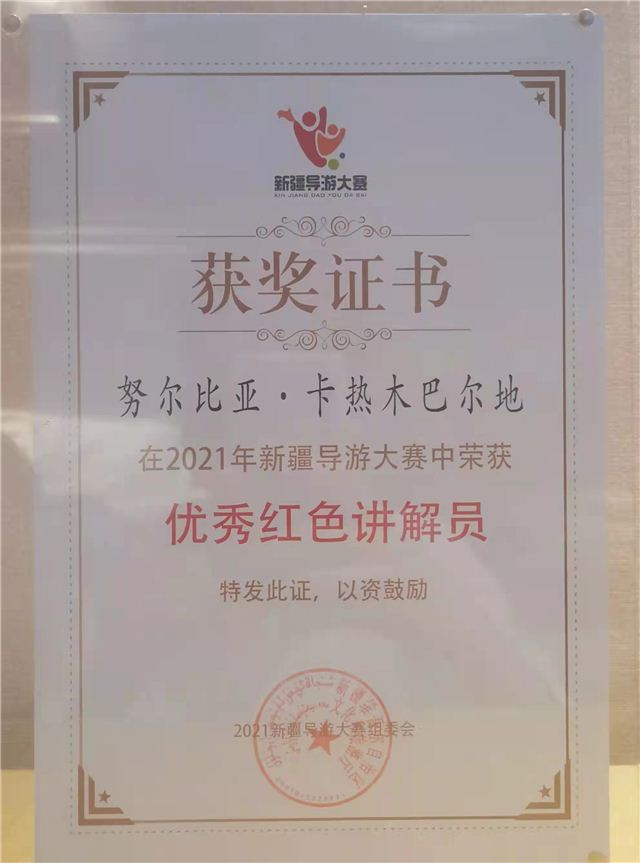 新疆导游大赛
XIN JIANG DAO YOU DA SAI
获奖证书
努尔比亚·卡热木巴尔地
在2021年新疆导游大赛中荣获
优秀红色讲解员
特发此证，以资鼓励
2021新疆导游大赛组委会